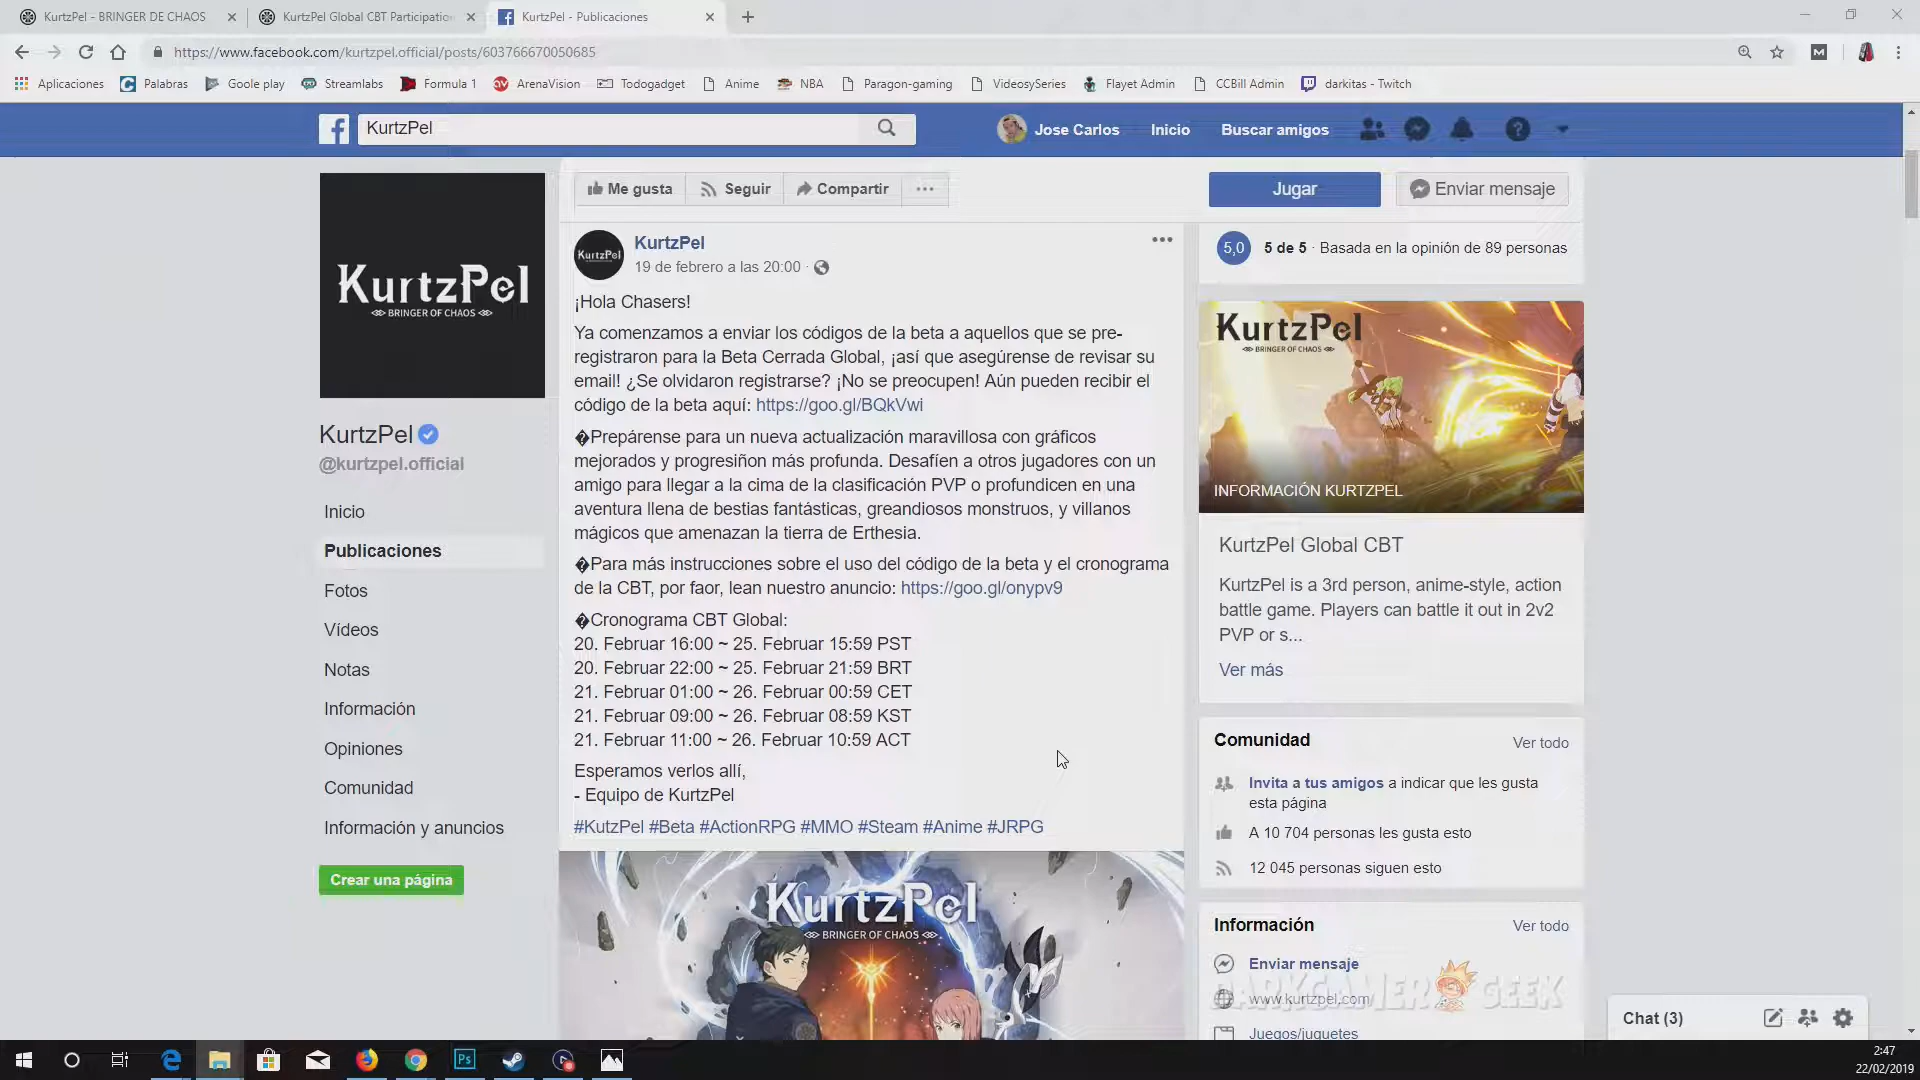 KurtzPel - BRINGER DE CHAOS
KurtzPel Global CBT Participation
KurtzPel - Publicaciones
https://www.facebook.com/kurtzpel.official/posts/603766670050685
Aplicaciones
Palabras
Goole play
Streamlabs
Formula 1
ArenaVision
Todogadget
Anime
NBA
Paragon-gaming
VideosySeries
Flayet Admin
CCBill Admin
darkitas - Twitch
KurtzPel
Jose Carlos
Inicio
Buscar amigos
KurtzPel
BRINGER OF CHAOS
KurtzPel
@kurtzpel.official
Inicio
Publicaciones
Fotos
Vídeos
Notas
Información
Opiniones
Comunidad
Información y anuncios
Crear una página
Me gusta
Seguir
Compartir
Jugar
Enviar mensaje
KurtzPel
KurtzPel
19 de febrero a las 20:00 ·
¡Hola Chasers!
Ya comenzamos a enviar los códigos de la beta a aquellos que se pre-
registraron para la Beta Cerrada Global, ¡así que asegúrense de revisar su
email! ¿Se olvidaron registrarse? ¡No se preocupen! Aún pueden recibir el
código de la beta aquí: https://goo.gl/BQkVwi
�Prepárense para un nueva actualización maravillosa con gráficos
mejorados y progresiñon más profunda. Desafíen a otros jugadores con un
amigo para llegar a la cima de la clasificación PVP o profundicen en una
aventura llena de bestias fantásticas, greandiosos monstruos, y villanos
mágicos que amenazan la tierra de Erthesia.
�Para más instrucciones sobre el uso del código de la beta y el cronograma
de la CBT, por faor, lean nuestro anuncio: https://goo.gl/onypv9
�Cronograma CBT Global:
20. Februar 16:00 ~ 25. Februar 15:59 PST
20. Februar 22:00 ~ 25. Februar 21:59 BRT
21. Februar 01:00 ~ 26. Februar 00:59 CET
21. Februar 09:00 ~ 26. Februar 08:59 KST
21. Februar 11:00 ~ 26. Februar 10:59 ACT
Esperamos verlos allí,
- Equipo de KurtzPel
#KutzPel #Beta #ActionRPG #MMO #Steam #Anime #JRPG
KurtzPel
BRINGER OF CHAOS
5,0
5 de 5 · Basada en la opinión de 89 personas
KurtzPel
BRINGER OF CHAOS
INFORMACIÓN KURTZPEL
KurtzPel Global CBT
KurtzPel is a 3rd person, anime-style, action
battle game. Players can battle it out in 2v2
PVP or s...
Ver más
Comunidad
Ver todo
Invita a tus amigos a indicar que les gusta
esta página
A 10 704 personas les gusta esto
12 045 personas siguen esto
Información
Ver todo
Enviar mensaje
www.kurtzpel.com
Juegos/juguetes
DARKGAMER GEEK
Chat (3)
Ps
2:47
22/02/2019